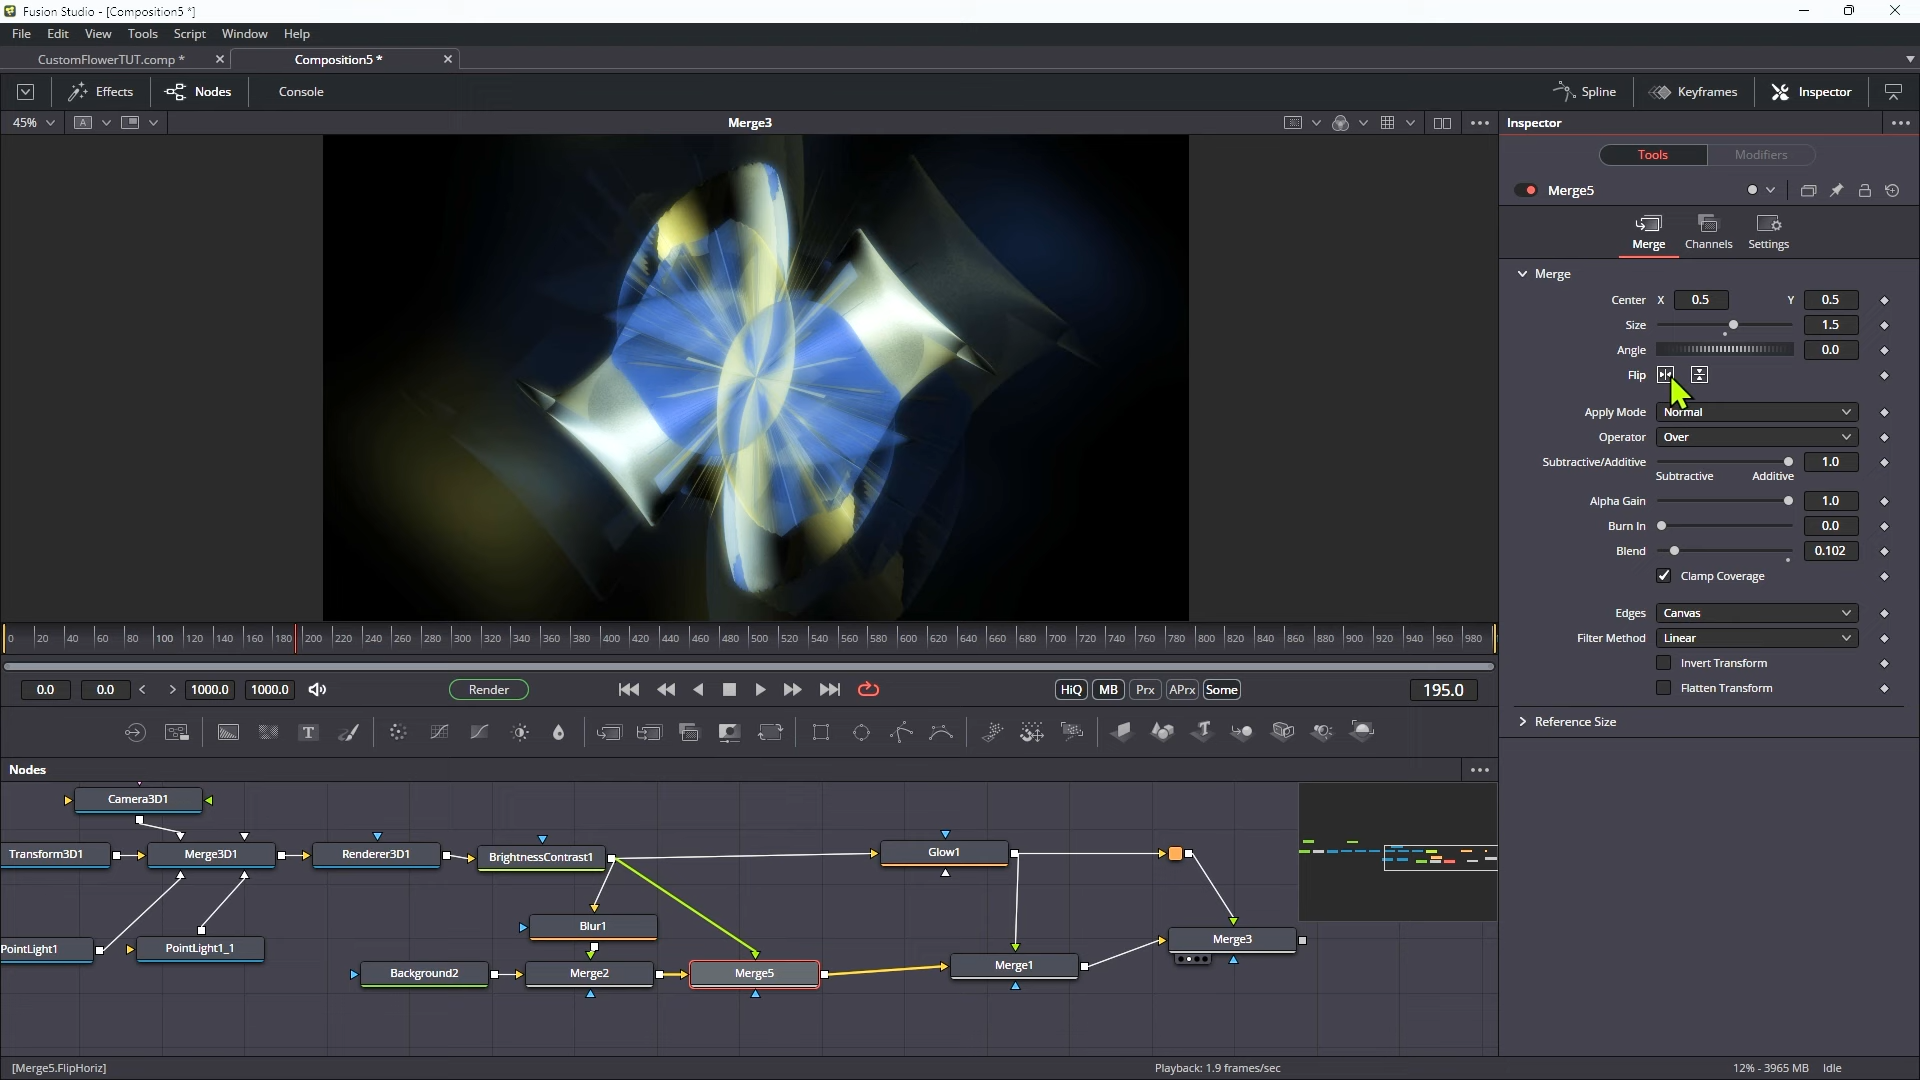 Fusion Studio - [Composition5 *]
File Edit View Tools Script Window Help
CustomFlowerTUT.comp * Composition5 *
Effects Nodes Console Spline Keyframes Inspector
45% A Merge3 Inspector
Tools Modifiers
Merge5
Merge Channels Settings
Merge
Center X 0.5 Y 0.5
Size 1.5
Angle 0.0
Flip
Apply Mode Normal
Operator Over
Subtractive/Additive 1.0
Subtractive Additive
Alpha Gain 1.0
Burn In 0.0
Blend 0.102
Clamp Coverage
Edges Canvas
Filter Method Linear
Invert Transform
Flatten Transform
Reference Size
0 20 40 60 80 100 120 140 160 180 200 220 240 260 280 300 320 340 360 380 400 420 440 460 480 500 520 540 560 580 600 620 640 660 680 700 720 740 760 780 800 820 840 860 880 900 920 940 960 980
0.0 0.0 < > 1000.0 1000.0 Render HiQ MB Prx APrx Some 195.0
T T
Nodes
Camera3D1
Transform3D1 Merge3D1 Renderer3D1 BrightnessContrast1 Glow1
Blur1
PointLight1 PointLight1_1 Merge3
Background2 Merge2 Merge5 Merge1
[Merge5.FlipHoriz] Playback: 1.9 frames/sec 12% - 3965 MB Idle